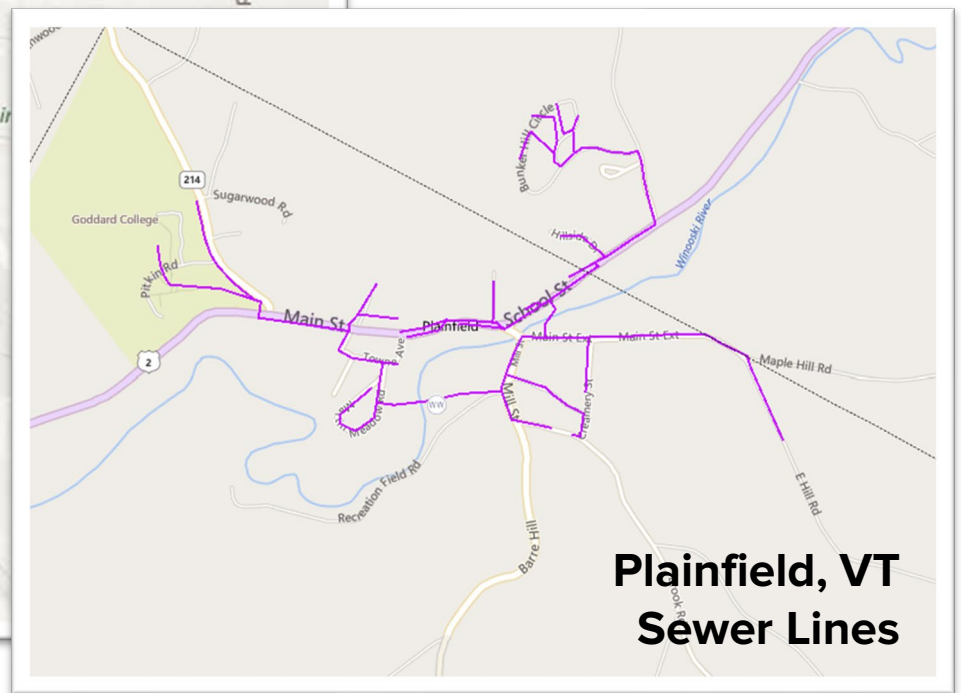 214
Sugarwood Rd
Goddard College
Pitkin Rd
Bunker Hill Circle
Hillside D
Winooski River
School St
Main St
Plainfield
Main St Ext
Main St Ext
Maple Hill Rd
2
Towne Ave
Mill St
Mill St
Creamery St
WW
Meadow Rd
Recreation Field Rd
E Hill Rd
Barre Hill
Plainfield, VT
Sewer Lines